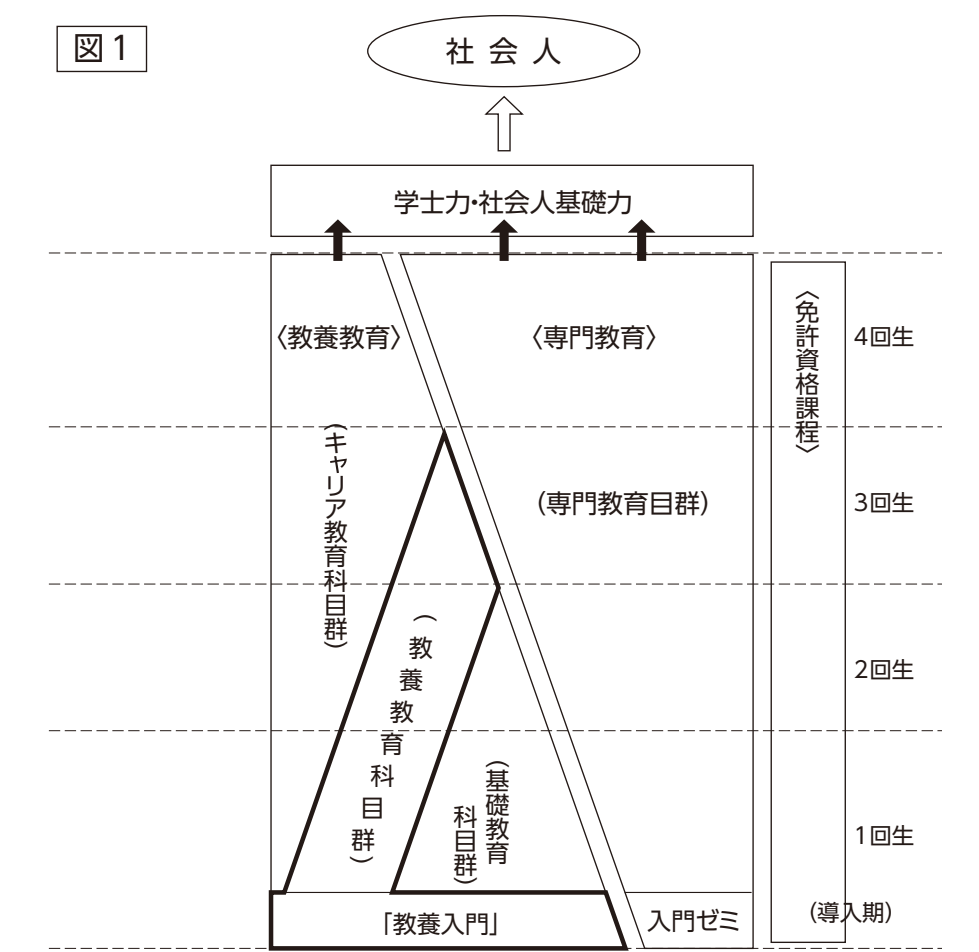 図1
社会人
学士力・社会人基礎力
〈教養教育〉
〈専門教育〉
〈免許資格課程〉
4回生
(キャリア教育科目群)
(専門教育目群)
3回生
(教養教育科目群)
2回生
(基礎教育
科目群)
1回生
「教養入門」
入門ゼミ
(導入期)